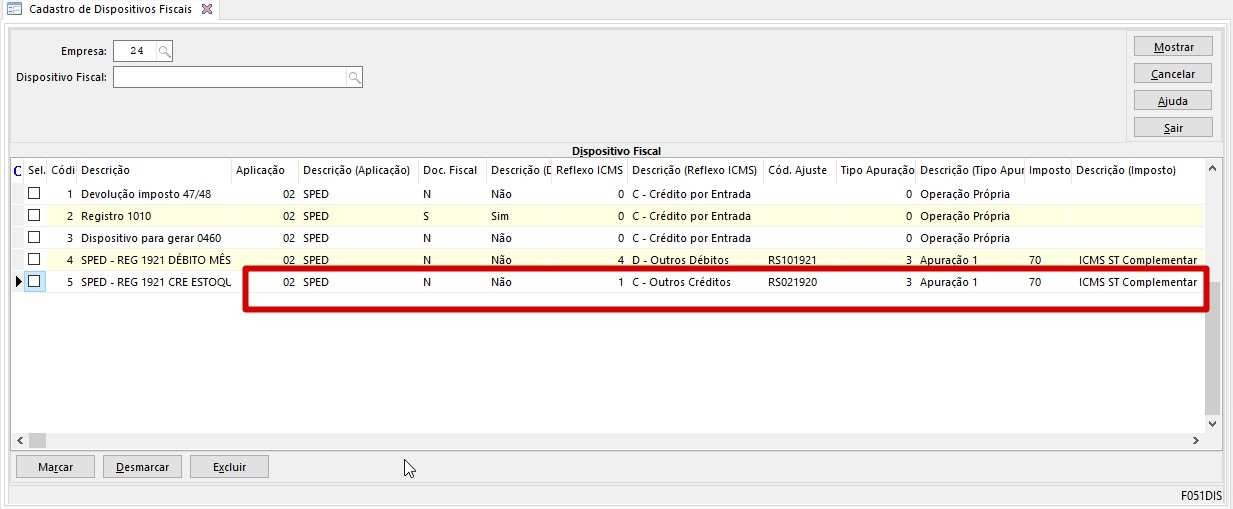 Cadastro de Dispositivos Fiscais
Empresa: 24
Dispositivo Fiscal:
Mostrar
Cancelar
Ajuda
Sair
Dispositivo Fiscal
C Sel. Códi Descrição Aplicação Descrição (Aplicação) Doc. Fiscal Descrição (D Reflexo ICMS Descrição (Reflexo ICMS) Cód. Ajuste Tipo Apuração Descrição (Tipo Apur Imposto Descrição (Imposto)
1 Devolução imposto 47/48 02 SPED N Não 0 C - Crédito por Entrada 0 Operação Própria
2 Registro 1010 02 SPED S Sim 0 C - Crédito por Entrada 0 Operação Própria
3 Dispositivo para gerar 0460 02 SPED N Não 0 C - Crédito por Entrada 0 Operação Própria
4 SPED - REG 1921 DÉBITO MÊS 02 SPED N Não 4 D - Outros Débitos RS101921 3 Apuração 1 70 ICMS ST Complementar
5 SPED - REG 1921 CRE ESTOQU 02 SPED N Não 1 C - Outros Créditos RS021920 3 Apuração 1 70 ICMS ST Complementar
Marcar Desmarcar Excluir
F051DIS